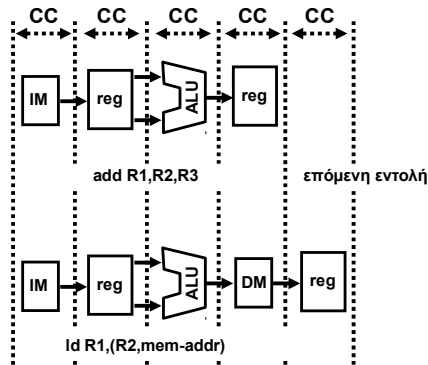 CC CC CC CC CC
IM reg ALU reg
add R1,R2,R3 επόμενη εντολή
IM reg ALU DM reg
ld R1,(R2,mem-addr)